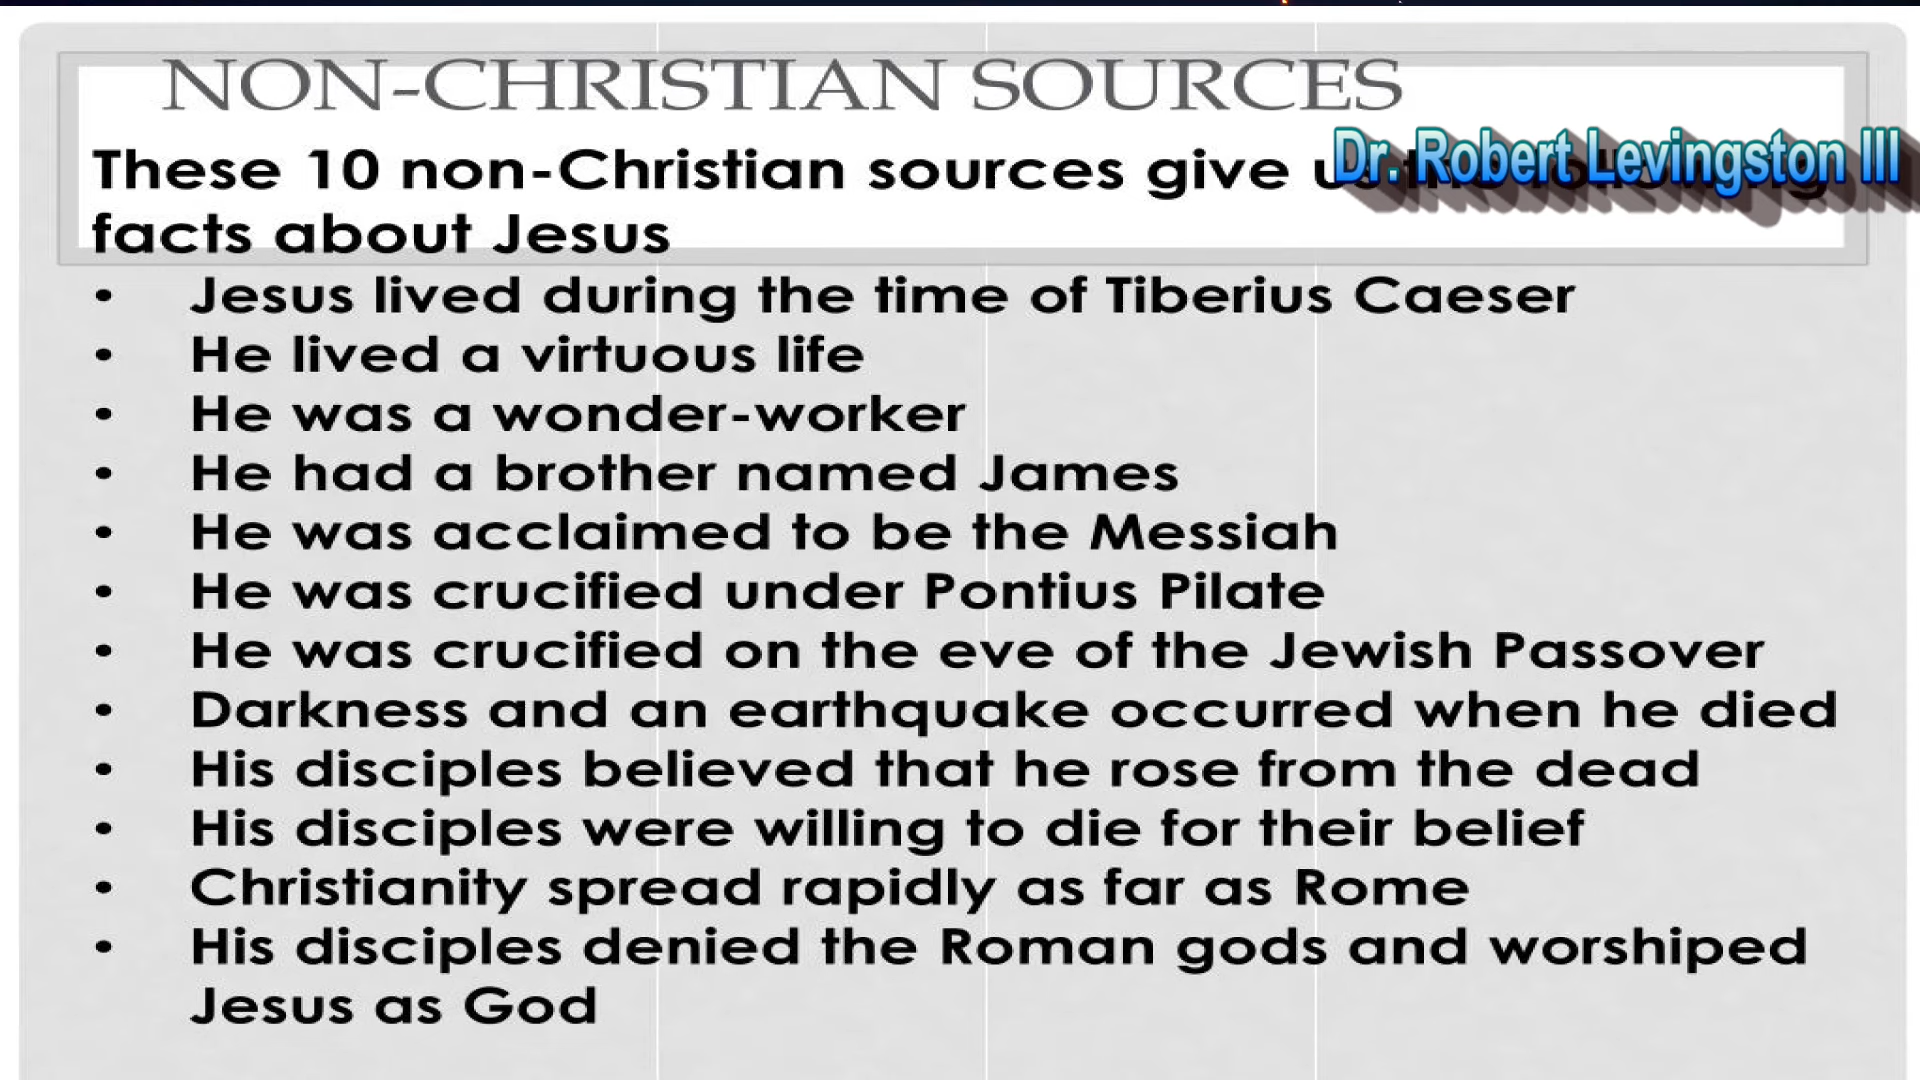 NON-CHRISTIAN SOURCES
These 10 non-Christian sources give us
Dr. Robert Levingston III
facts about Jesus
• Jesus lived during the time of Tiberius Caeser
• He lived a virtuous life
• He was a wonder-worker
• He had a brother named James
• He was acclaimed to be the Messiah
• He was crucified under Pontius Pilate
• He was crucified on the eve of the Jewish Passover
• Darkness and an earthquake occurred when he died
• His disciples believed that he rose from the dead
• His disciples were willing to die for their belief
• Christianity spread rapidly as far as Rome
• His disciples denied the Roman gods and worshiped
Jesus as God